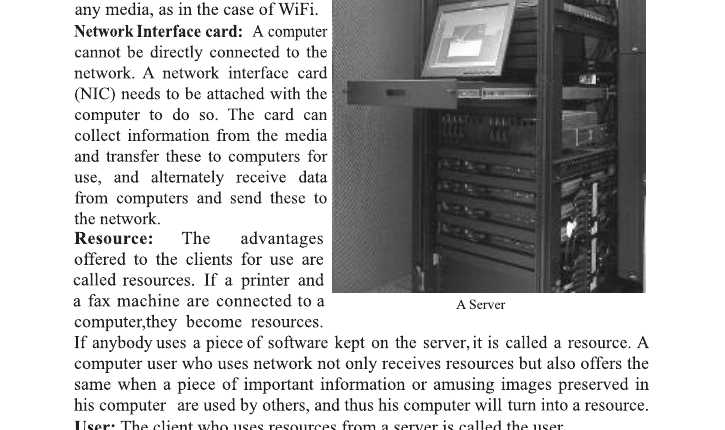 any media, as in the case of WiFi.
Network Interface card: A computer
cannot be directly connected to the
network. A network interface card
(NIC) needs to be attached with the
computer to do so. The card can
collect information from the media
and transfer these to computers for
use, and alternately receive data
from computers and send these to
the network.
Resource: The advantages
offered to the clients for use are
called resources. If a printer and
a fax machine are connected to a
computer,they become resources.
A Server
If anybody uses a piece of software kept on the server,it is called a resource. A
computer user who uses network not only receives resources but also offers the
same when a piece of important information or amusing images preserved in
his computer are used by others, and thus his computer will turn into a resource.
User: The client who uses resources from a server is called the user.